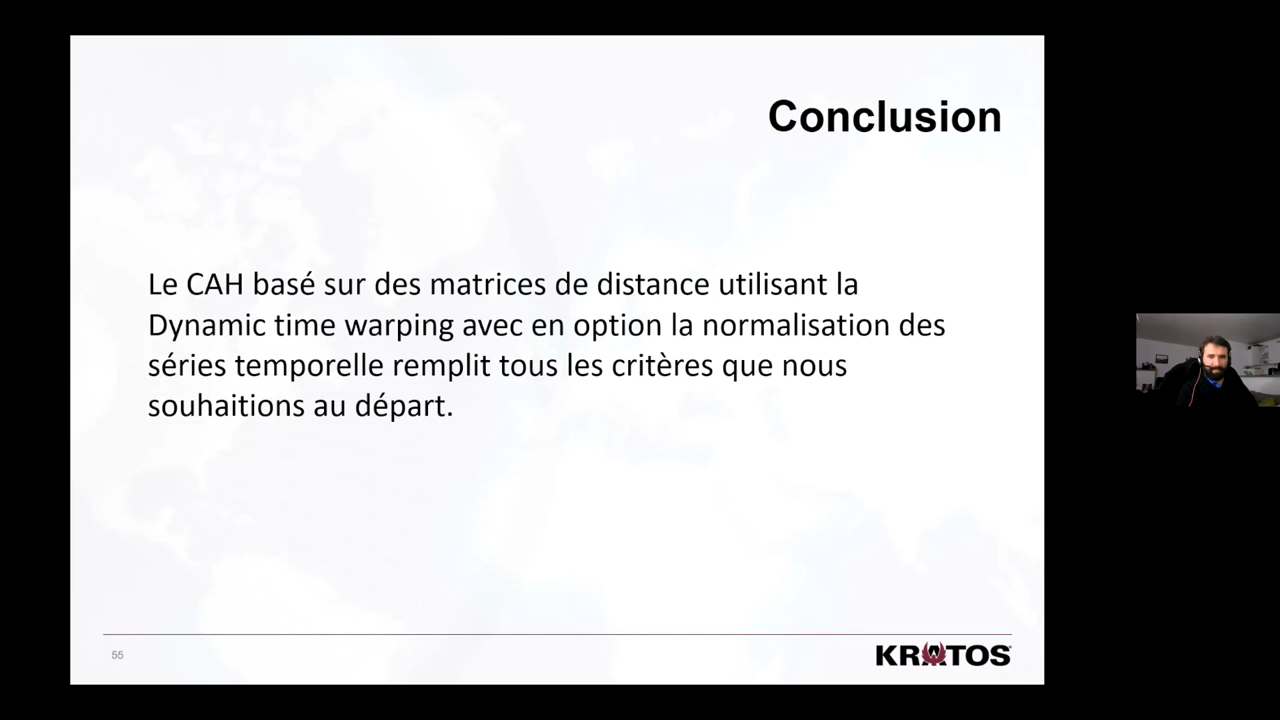 Conclusion
Le CAH basé sur des matrices de distance utilisant la
Dynamic time warping avec en option la normalisation des
séries temporelle remplit tous les critères que nous
souhaitions au départ.
55
KRATOS